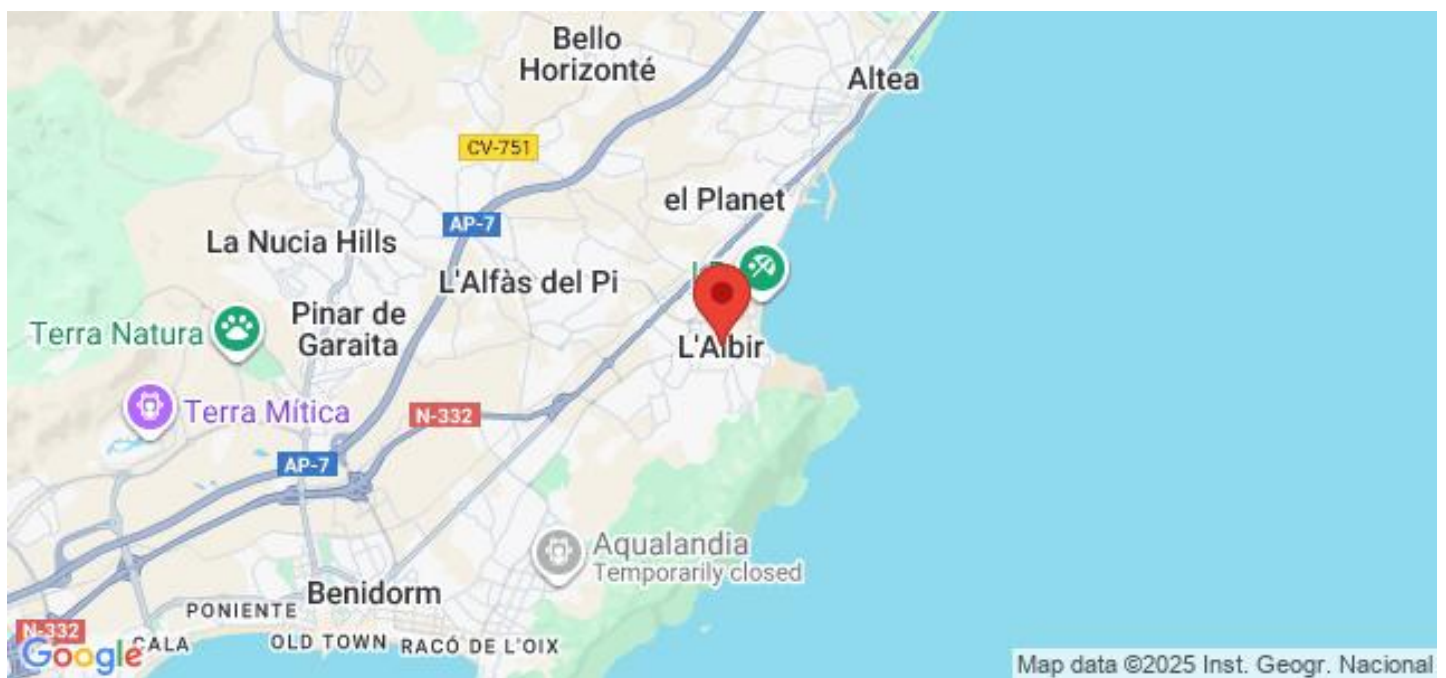 Bello
Horizonté
Altea
CV-751
el Planet
AP-7
La Nucia Hills
L'Alfàs del Pi
Pinar de
Garaita
Terra Natura
L'Albir
Terra Mítica
N-332
AP-7
Aqualandia
Temporarily closed
Benidorm
PONIENTE
N-332
CALA
OLD TOWN
RACÓ DE L'OIX
Google
Map data ©2025 Inst. Geogr. Nacional